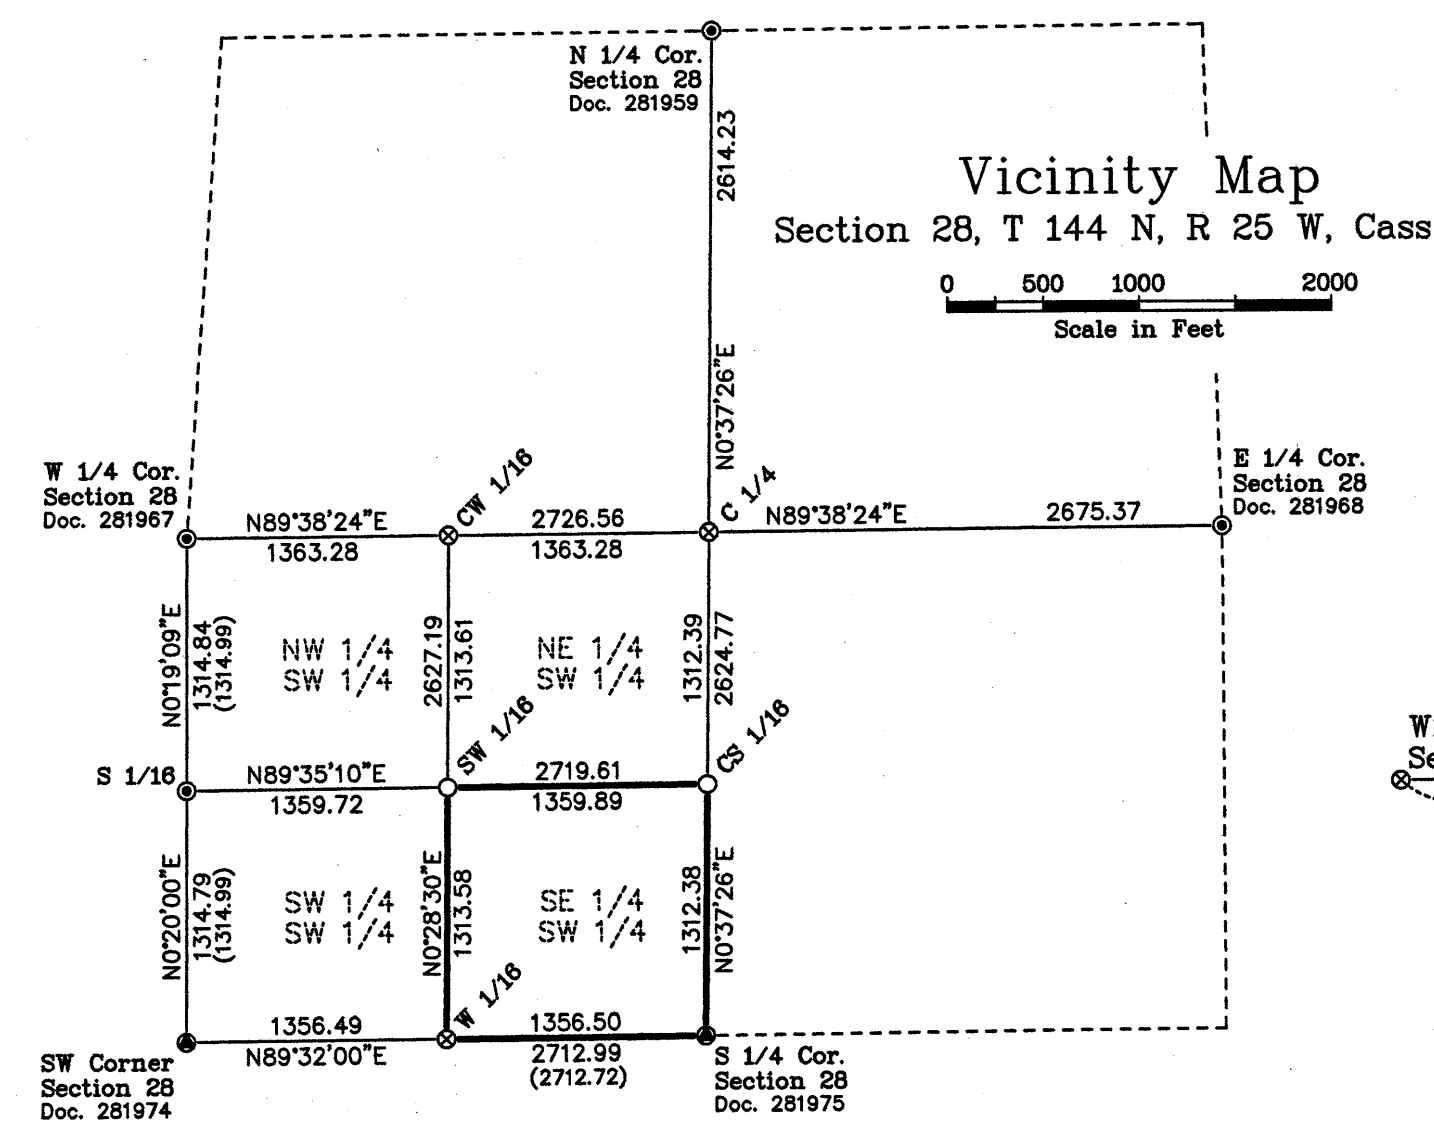 N 1/4 Cor.
Section 28
Doc. 281959
2614.23
N0°37'26"E
Vicinity Map
Section 28, T 144 N, R 25 W, Cass
0 500 1000 2000
Scale in Feet
W 1/4 Cor.
Section 28
Doc. 281967
E 1/4 Cor.
Section 28
Doc. 281968
CW 1/16
C 1/4
N89°38'24"E
1363.28
2726.56
1363.28
N89°38'24"E
2675.37
N0°19'09"E
1314.84
(1314.99)
NW 1/4
SW 1/4
2627.19
1313.61
NE 1/4
SW 1/4
1312.39
2624.77
SW 1/16
CS 1/16
S 1/16
N89°35'10"E
1359.72
2719.61
1359.89
N0°20'00"E
1314.79
(1314.99)
SW 1/4
SW 1/4
N0°28'30"E
1313.58
SE 1/4
SW 1/4
1312.38
N0°37'26"E
W 1/16
1356.49
N89°32'00"E
1356.50
2712.99
(2712.72)
SW Corner
Section 28
Doc. 281974
S 1/4 Cor.
Section 28
Doc. 281975